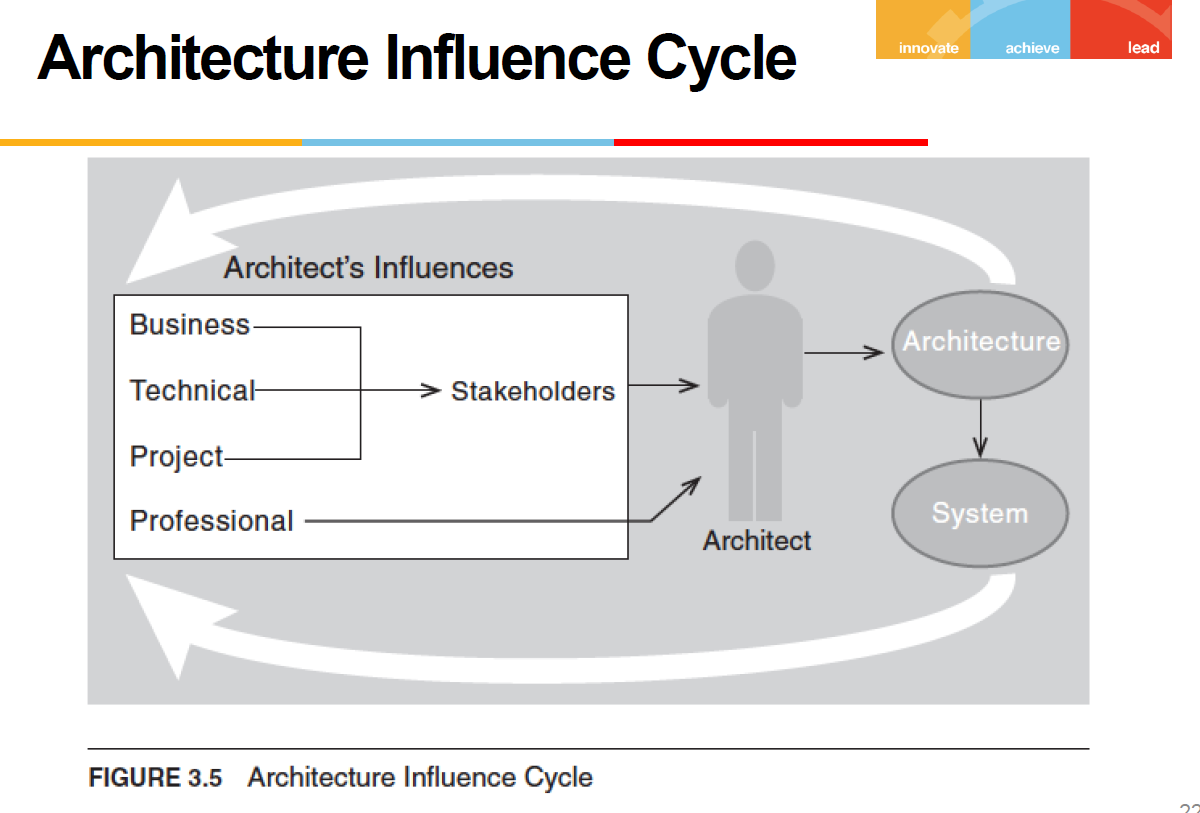 Architecture Influence Cycle
innovate achieve lead
Architect's Influences
Business
Technical
Project
Professional
Stakeholders
Architect
Architecture
System
FIGURE 3.5 Architecture Influence Cycle
22